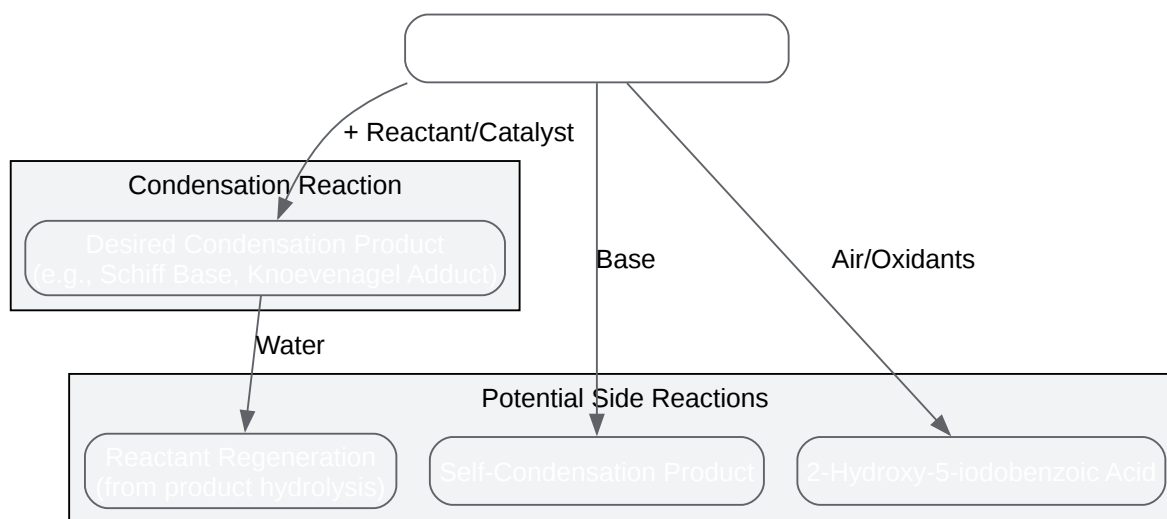 + Reactant/Catalyst
Condensation Reaction
Desired Condensation Product
(e.g., Schiff Base, Knoevenagel Adduct)
Base
Air/Oxidants
Water
Potential Side Reactions
Reactant Regeneration
(from product hydrolysis)
Self-Condensation Product
2-Hydroxy-5-iodobenzoic Acid